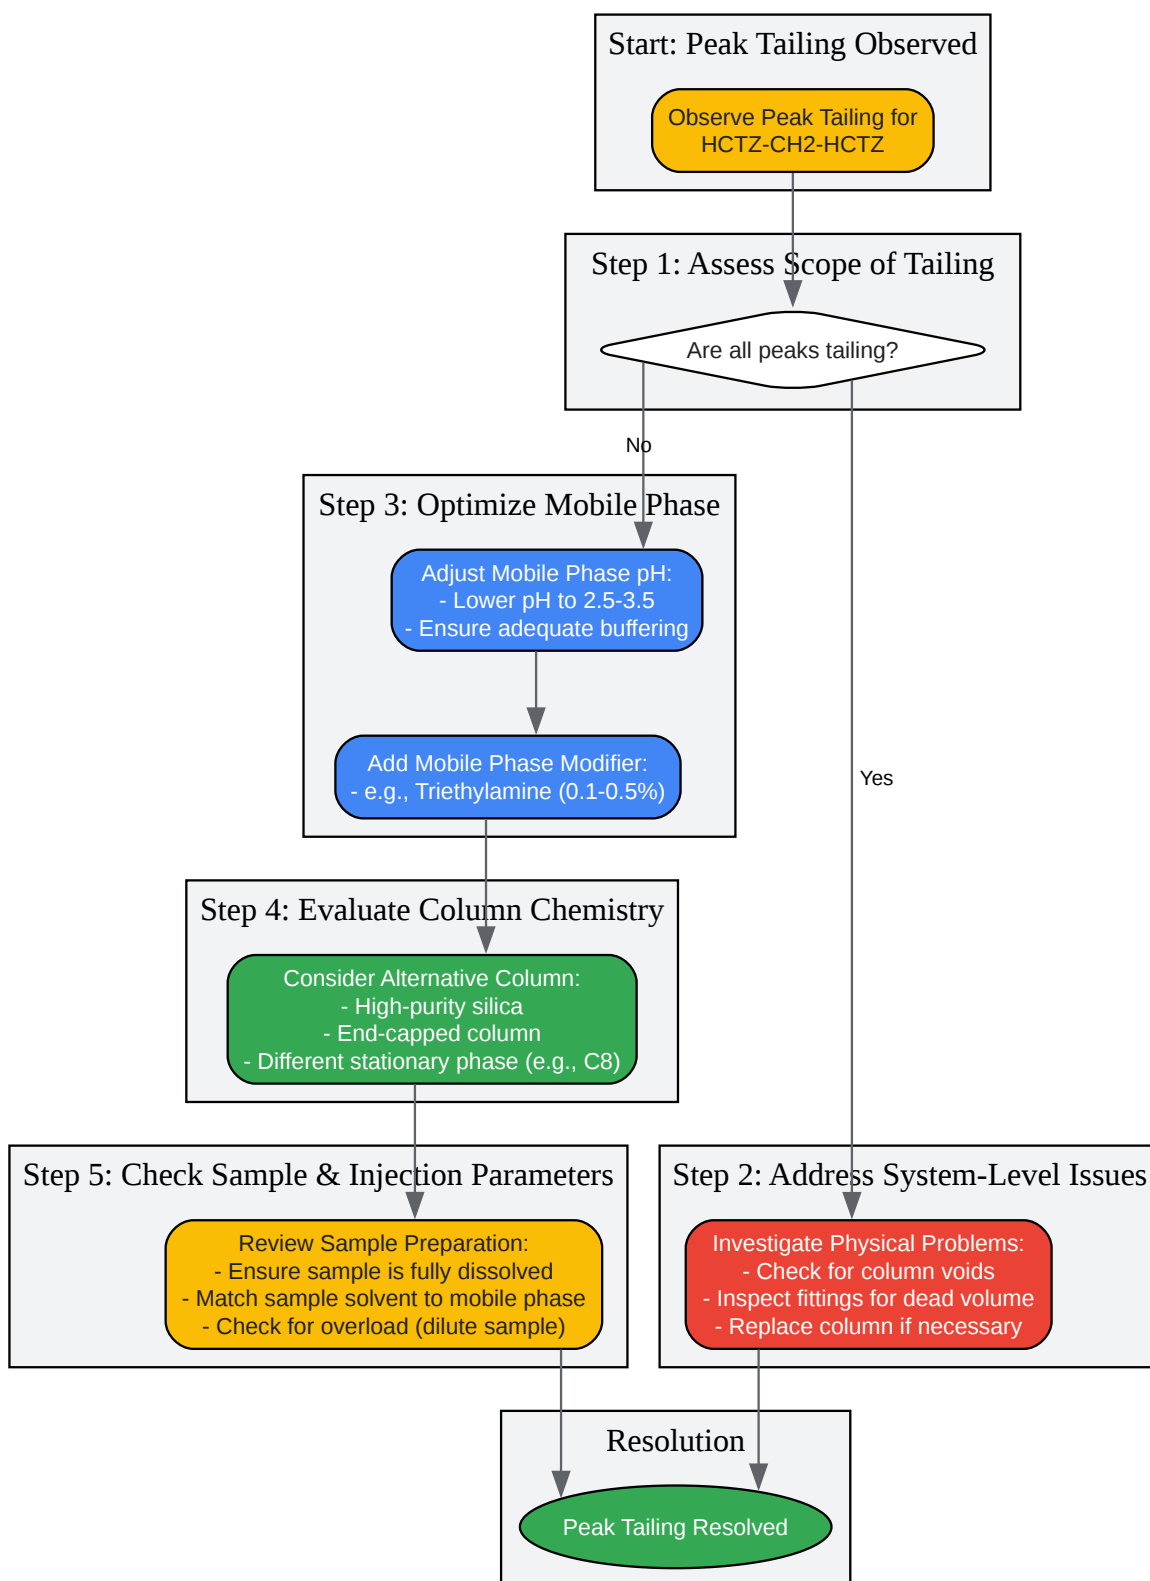 Start: Peak Tailing Observed
Observe Peak Tailing for
HCTZ-CH2-HCTZ
Step 1: Assess Scope of Tailing
Are all peaks tailing?
No
Step 3: Optimize Mobile Phase
Adjust Mobile Phase pH:
- Lower pH to 2.5-3.5
- Ensure adequate buffering
Add Mobile Phase Modifier:
- e.g., Triethylamine (0.1-0.5%)
Yes
Step 4: Evaluate Column Chemistry
Consider Alternative Column:
- High-purity silica
- End-capped column
- Different stationary phase (e.g., C8)
Step 5: Check Sample & Injection Parameters
Review Sample Preparation:
- Ensure sample is fully dissolved
- Match sample solvent to mobile phase
- Check for overload (dilute sample)
Step 2: Address System-Level Issues
Investigate Physical Problems:
- Check for column voids
- Inspect fittings for dead volume
- Replace column if necessary
Resolution
Peak Tailing Resolved